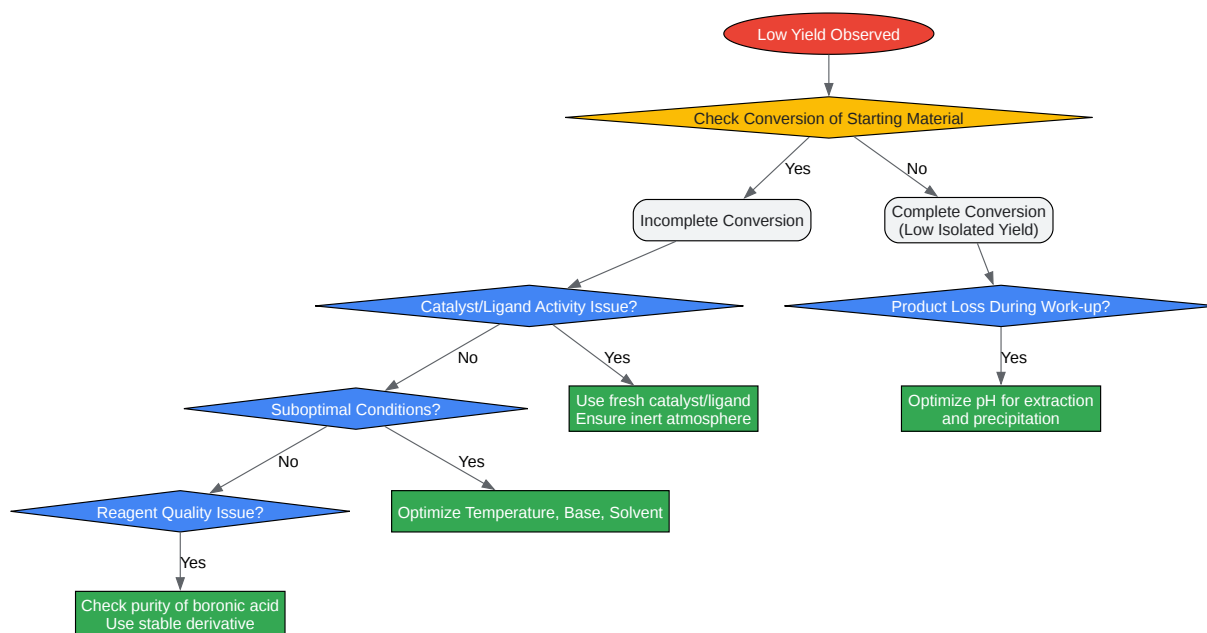 Low Yield Observed
Check Conversion of Starting Material
Yes
No
Incomplete Conversion
Complete Conversion
(Low Isolated Yield)
Catalyst/Ligand Activity Issue?
Product Loss During Work-up?
No
Yes
Yes
Suboptimal Conditions?
Use fresh catalyst/ligand
Ensure inert atmosphere
Optimize pH for extraction
and precipitation
No
Yes
Reagent Quality Issue?
Optimize Temperature, Base, Solvent
Yes
Check purity of boronic acid
Use stable derivative